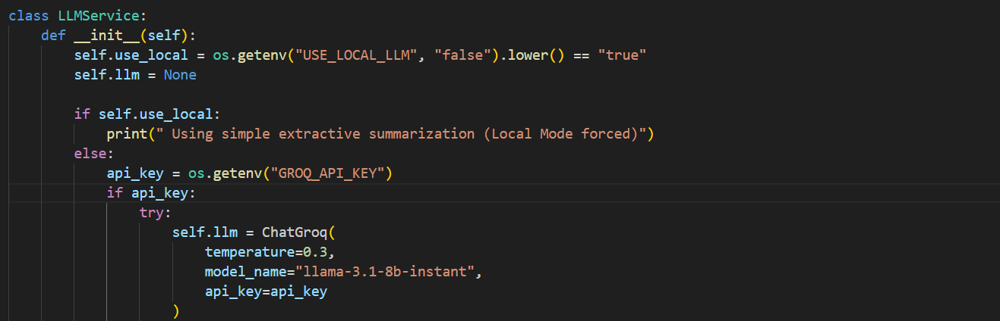 class LLMService:
    def __init__(self):
        self.use_local = os.getenv("USE_LOCAL_LLM", "false").lower() == "true"
        self.llm = None

        if self.use_local:
            print(" Using simple extractive summarization (Local Mode forced)")
        else:
            api_key = os.getenv("GROQ_API_KEY")
            if api_key:
                try:
                    self.llm = ChatGroq(
                        temperature=0.3,
                        model_name="llama-3.1-8b-instant",
                        api_key=api_key
                    )